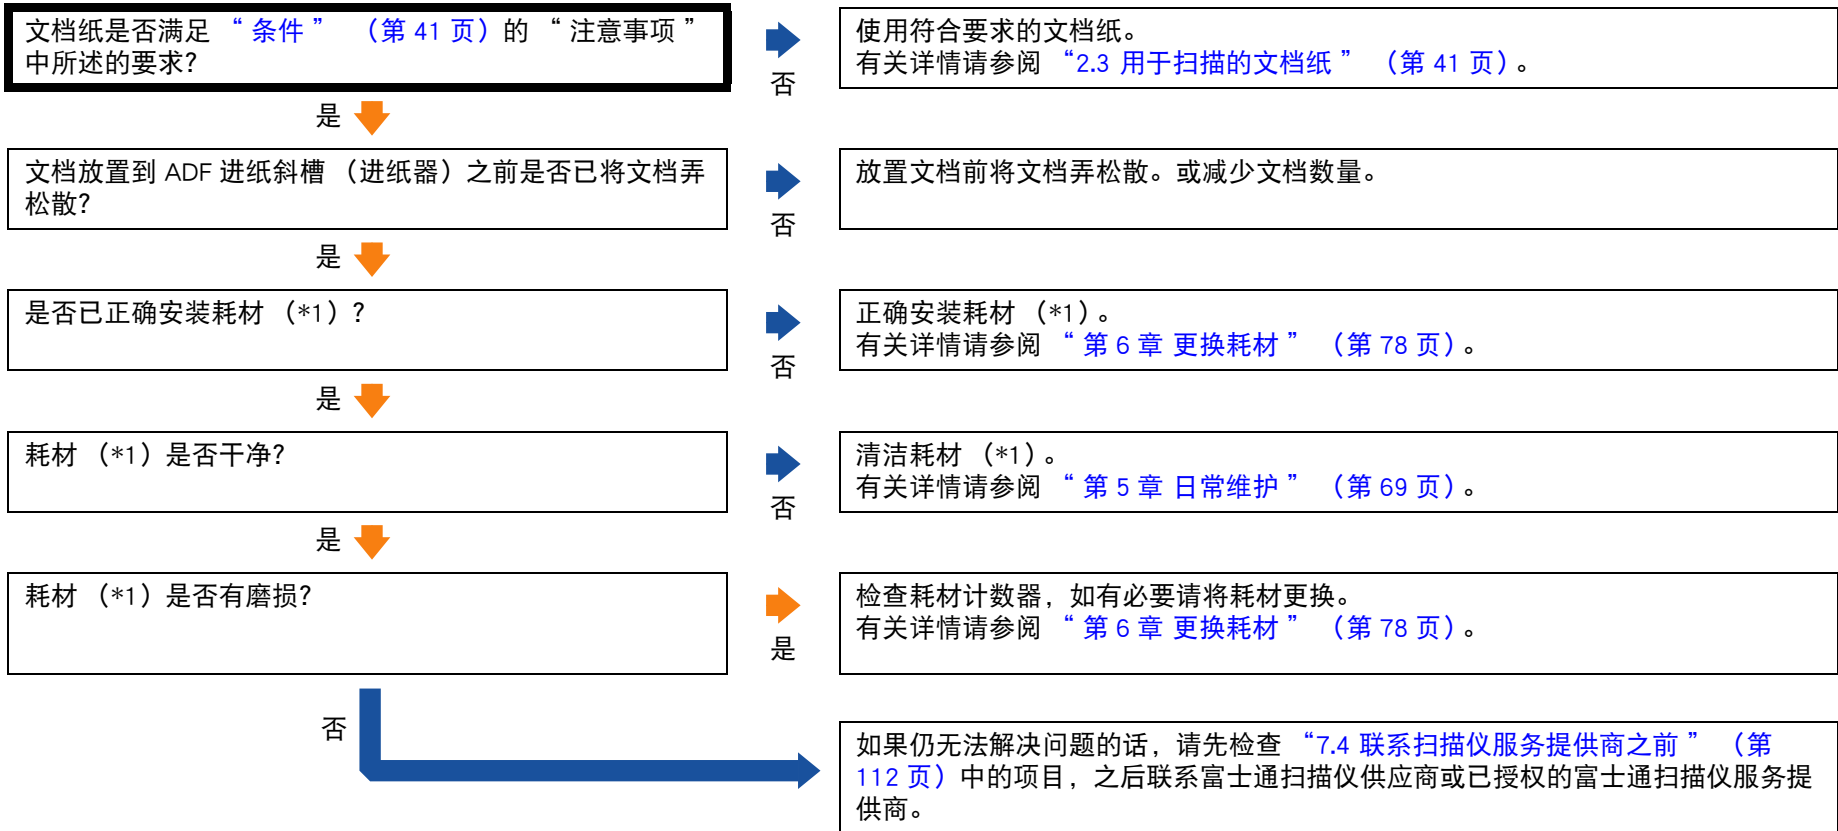 文档纸是否满足 “ 条件 ” （第 41 页）的 “ 注意事项 ”
中所述的要求？
否
使用符合要求的文档纸。
有关详情请参阅 “2.3 用于扫描的文档纸 ” （第 41 页）。
是
文档放置到 ADF 进纸斜槽 （进纸器）之前是否已将文档弄
松散？
否
放置文档前将文档弄松散。或减少文档数量。
是
是否已正确安装耗材 （*1）？
否
正确安装耗材 （*1）。
有关详情请参阅 “ 第 6 章 更换耗材 ” （第 78 页）。
是
耗材 （*1）是否干净？
否
清洁耗材 （*1）。
有关详情请参阅 “ 第 5 章 日常维护 ” （第 69 页）。
是
耗材 （*1）是否有磨损？
是
检查耗材计数器，如有必要请将耗材更换。
有关详情请参阅 “ 第 6 章 更换耗材 ” （第 78 页）。
否
如果仍无法解决问题的话，请先检查 “7.4 联系扫描仪服务提供商之前 ” （第
112 页）中的项目，之后联系富士通扫描仪供应商或已授权的富士通扫描仪服务提
供商。